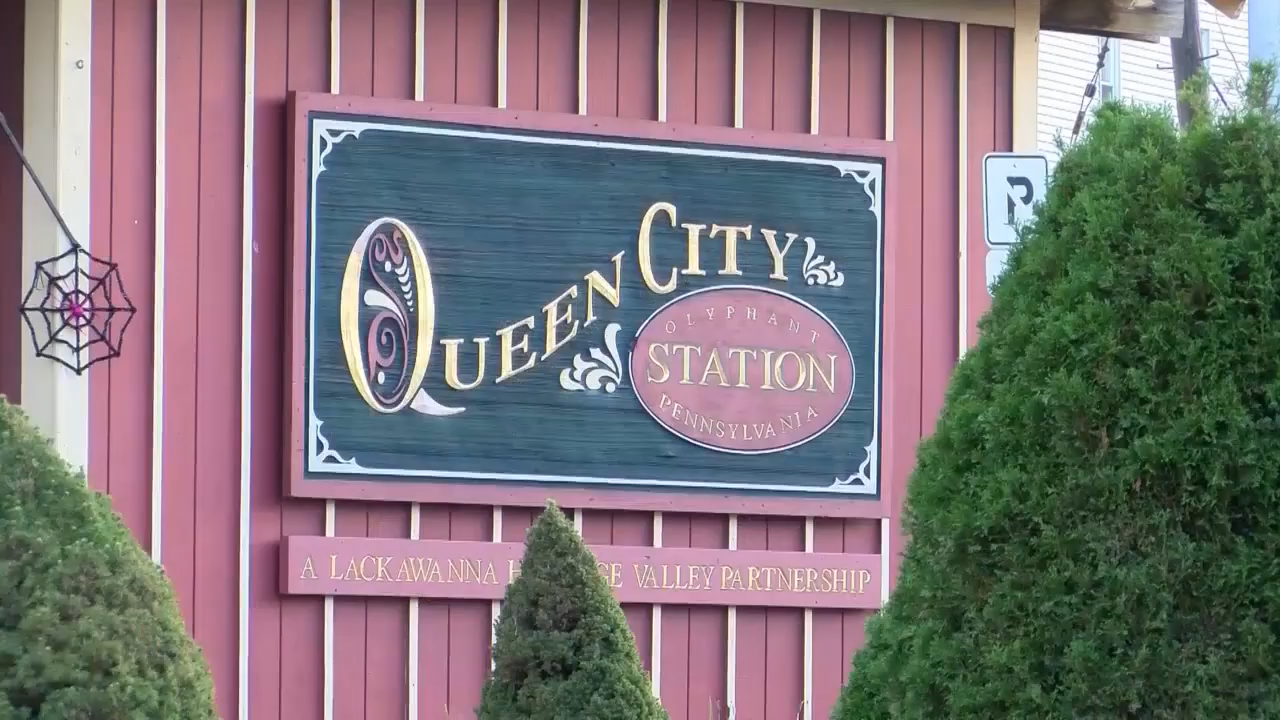 QUEEN CITY
OLYPHANT
STATION
PENNSYLVANIA
A LACKAWANNA VALLEY PARTNERSHIP
P